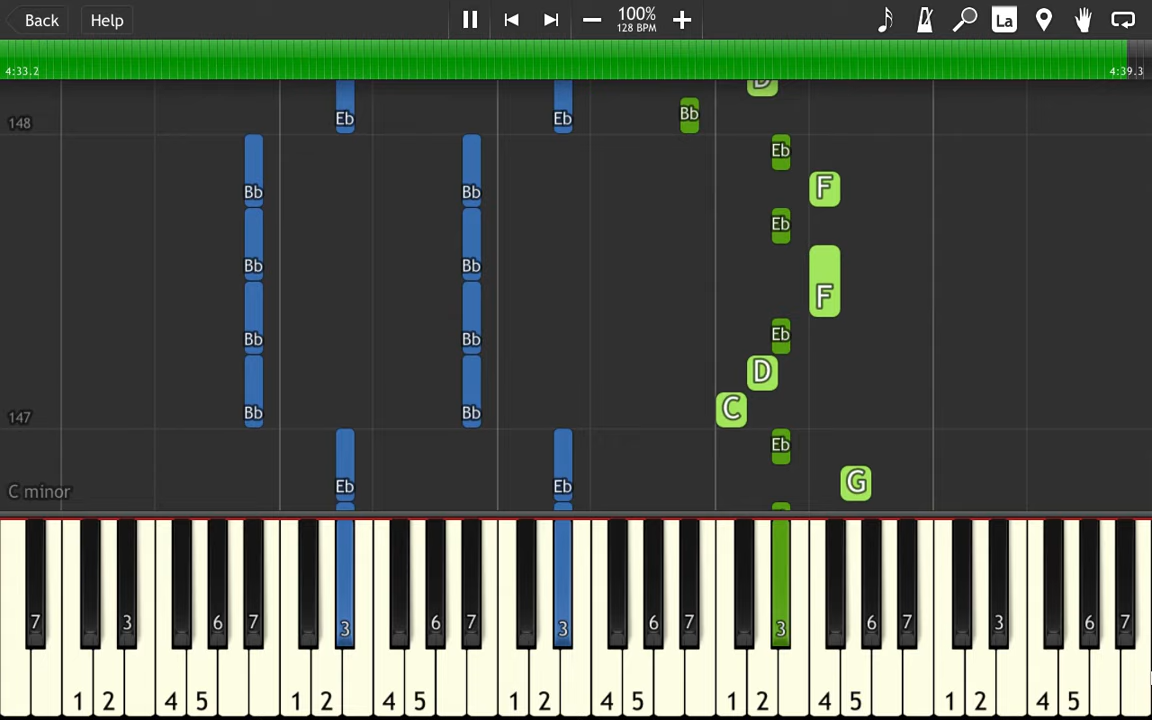 Back Help 100% La
128 BPM
4:33.2 4:39.3
D
148 Eb Eb Bb
Eb
Bb Bb F
Eb
Bb Bb
F
Bb Bb Eb
D
147 Bb Bb C
Eb
C minor Eb Eb G
7 3 6 7 3 6 7 3 6 7 3 6 7 3 6 7
1 2 4 5 1 2 4 5 1 2 4 5 1 2 4 5 1 2 4 5